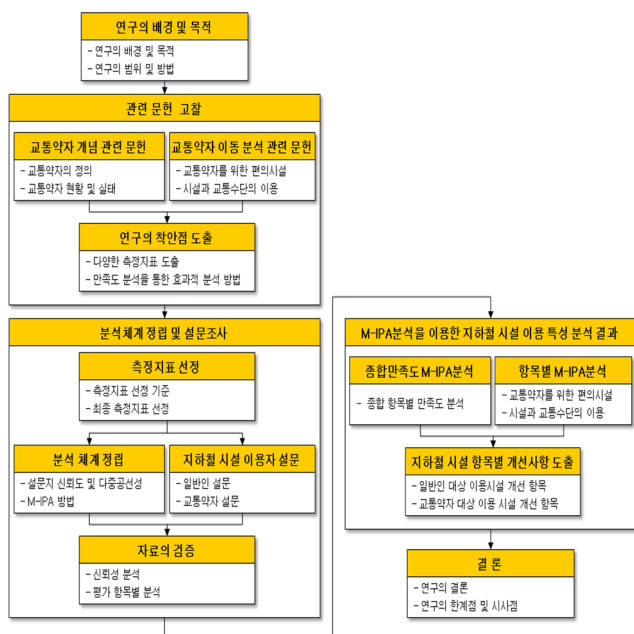 연구의 배경 및 목적
- 연구의 배경 및 목적
- 연구의 범위 및 방법
관련 문헌 고찰
교통약자 개념 관련 문헌
- 교통약자의 정의
- 교통약자 현황 및 실태
교통약자 이동 분석 관련 문헌
- 교통약자를 위한 편의시설
- 시설과 교통수단의 이용
연구의 착안점 도출
- 다양한 측정지표 도출
- 만족도 분석을 통한 효과적 분석 방법
분석체계 정립 및 설문조사
측정지표 선정
- 측정지표 선정 기준
- 최종 측정지표 선정
분석 체계 정립
- 설문지 신뢰도 및 다중공선성
- M-IPA 방법
지하철 시설 이용자 설문
- 일반인 설문
- 교통약자 설문
자료의 검증
- 신뢰성 분석
- 평가 항목별 분석
M-IPA분석을 이용한 지하철 시설 이용 특성 분석 결과
종합만족도 M-IPA분석
- 종합 항목별 만족도 분석
항목별 M-IPA분석
- 교통약자를 위한 편의시설
- 시설과 교통수단의 이용
지하철 시설 항목별 개선사항 도출
- 일반인 대상 이용시설 개선 항목
- 교통약자 대상 이용 시설 개선 항목
결 론
- 연구의 결론
- 연구의 한계점 및 시사점